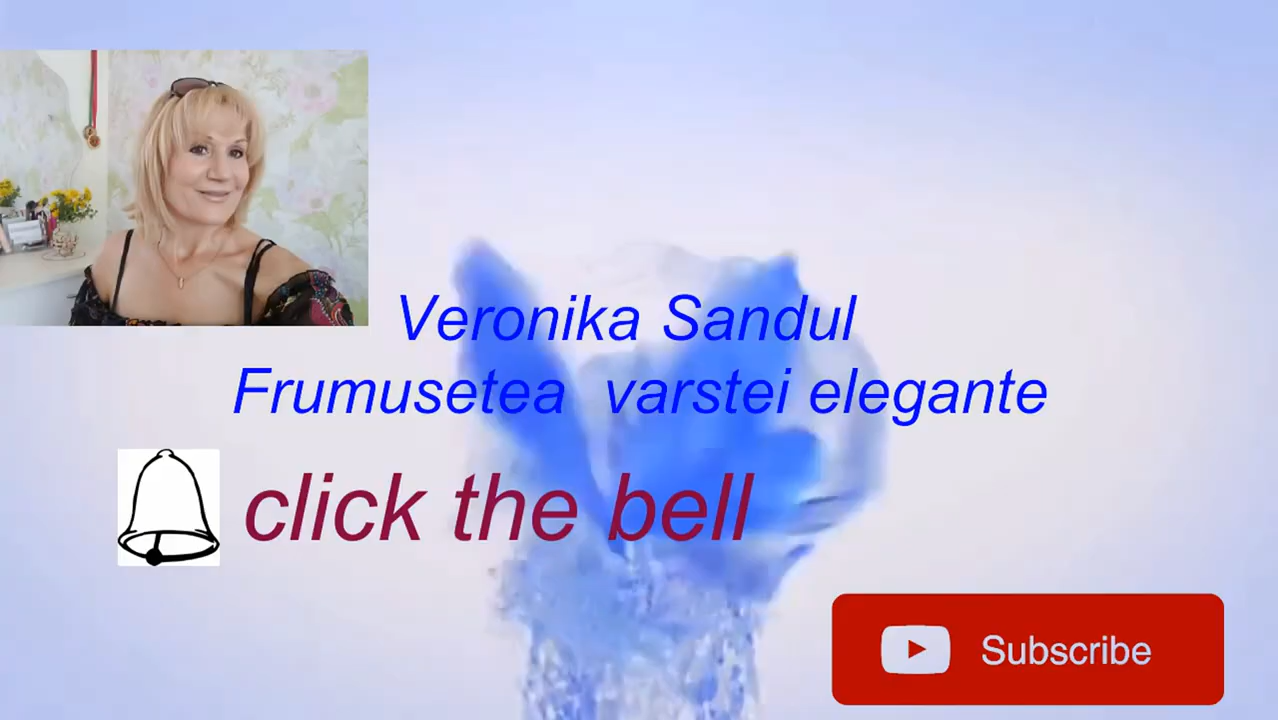 Veronika Sandul
Frumusetea varstei elegante
click the bell
Subscribe